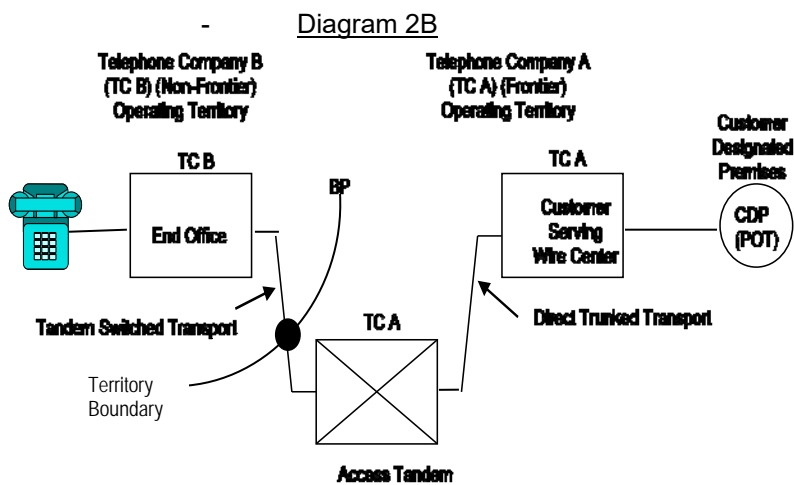 - Diagram 2B
Telephone Company B
(TC B) (Non-Frontier)
Operating Territory
Telephone Company A
(TC A) (Frontier)
Operating Territory
Customer
Designated
Premises
TC B
End Office
BP
TC A
Customer
Serving
Wire Center
CDP
(POT)
Tandem Switched Transport
TC A
Direct Trunked Transport
Territory
Boundary
Access Tandem